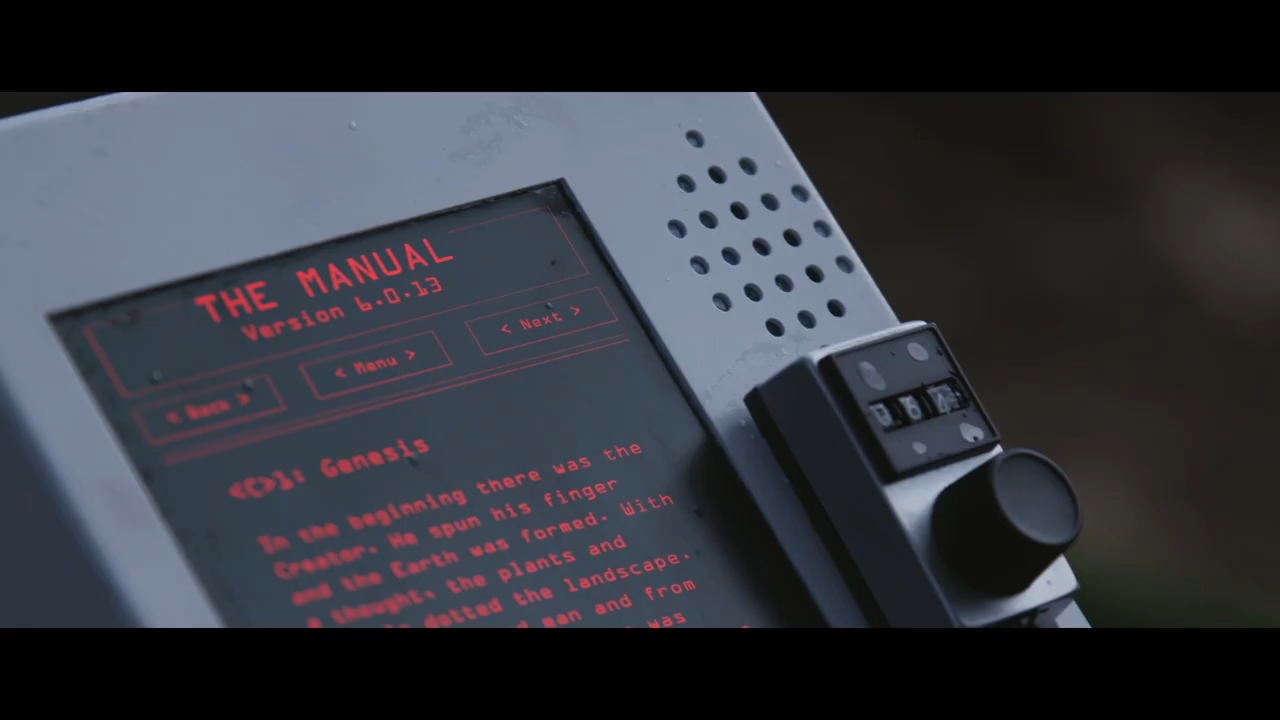 THE MANUAL
Version 6.0.13
< Back > < Menu > < Next >
<<>1: Genesis
In the beginning there was the
Creator. He spun his finger
and the Earth was formed. With
a thought, the plants and
dotted the landscape.
man and from
was